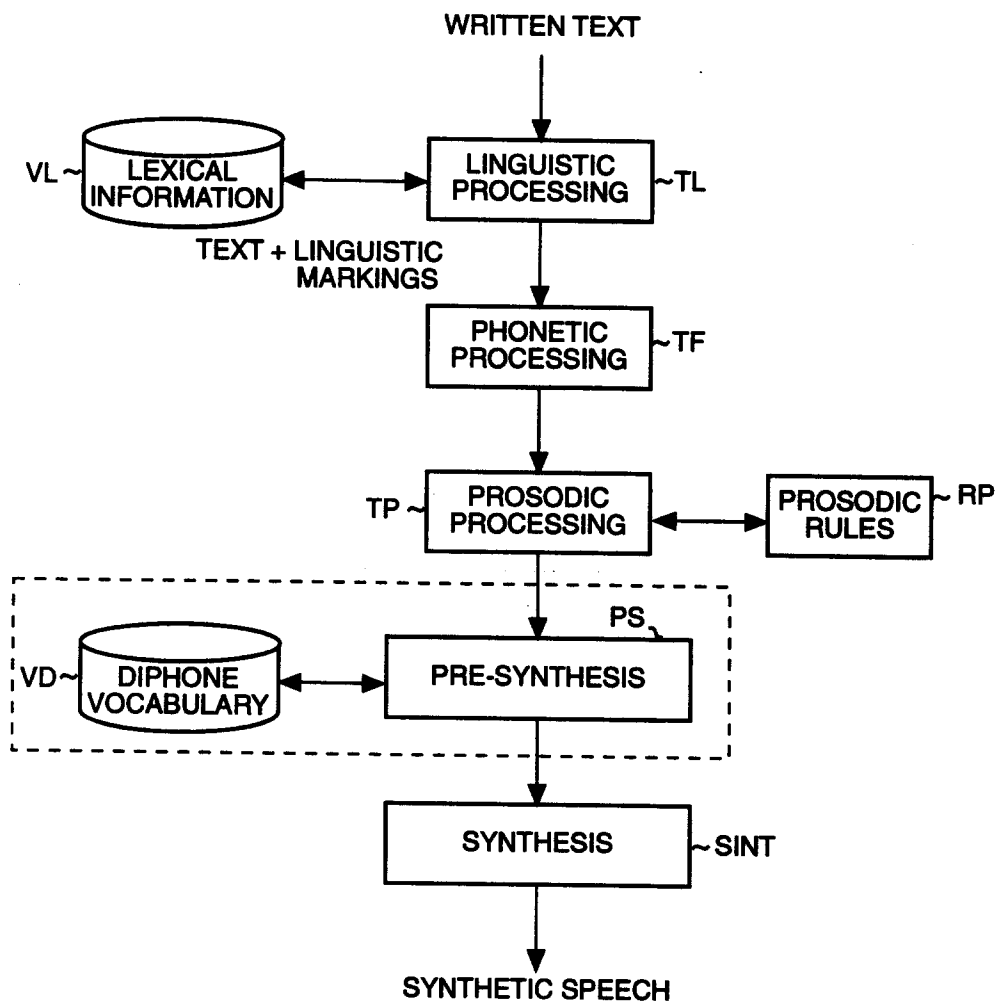 WRITTEN TEXT
VL
LEXICAL
INFORMATION
LINGUISTIC
PROCESSING
TL
TEXT + LINGUISTIC
MARKINGS
PHONETIC
PROCESSING
TF
TP
PROSODIC
PROCESSING
PROSODIC
RULES
RP
PS
VD
DIPHONE
VOCABULARY
PRE-SYNTHESIS
SYNTHESIS
SINT
SYNTHETIC SPEECH